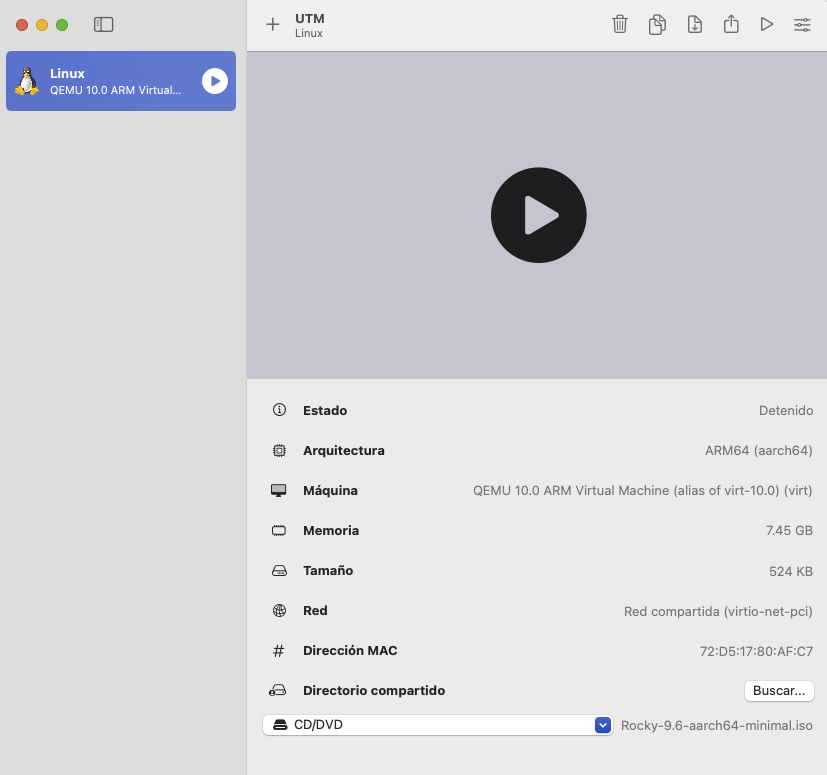 UTM
Linux
Linux
QEMU 10.0 ARM Virtual...
Estado
Detenido
Arquitectura
ARM64 (aarch64)
Máquina
QEMU 10.0 ARM Virtual Machine (alias of virt-10.0) (virt)
Memoria
7.45 GB
Tamaño
524 KB
Red
Red compartida (virtio-net-pci)
Dirección MAC
72:D5:17:80:AF:C7
Directorio compartido
Buscar...
CD/DVD
Rocky-9.6-aarch64-minimal.iso